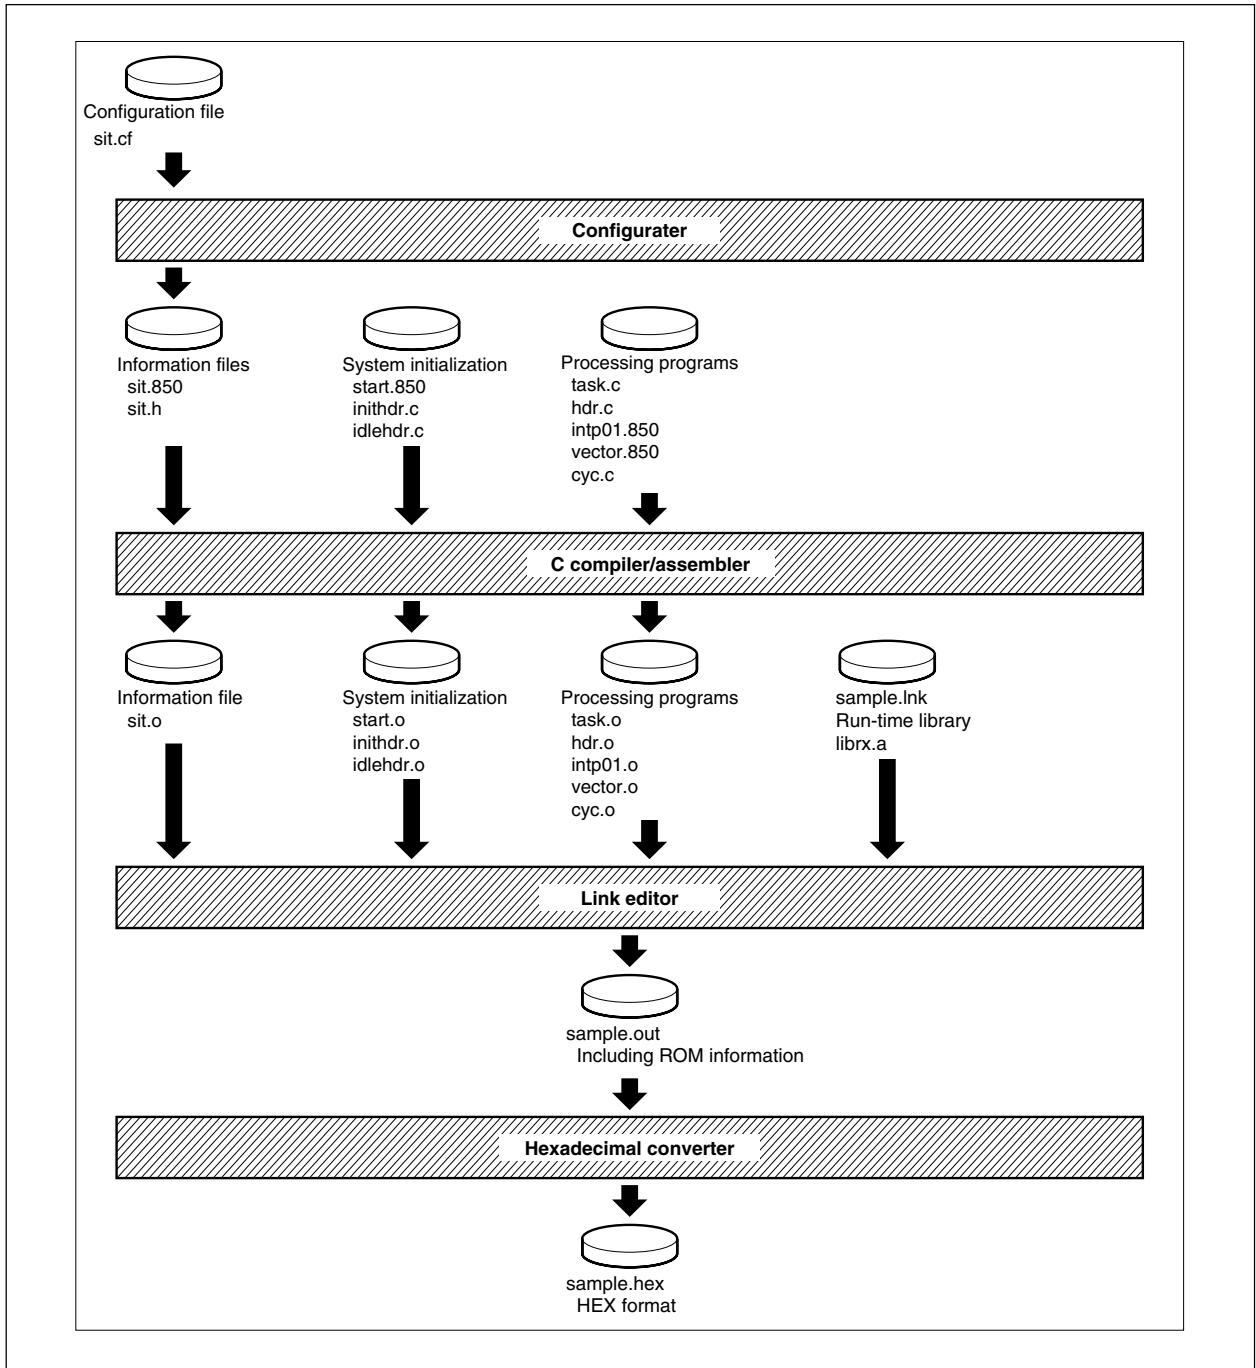 Configuration file
sit.cf
Configurater
Information files
sit.850
sit.h
System initialization
start.850
inithdr.c
idlehdr.c
Processing programs
task.c
hdr.c
intp01.850
vector.850
cyc.c
C compiler/assembler
Information file
sit.o
System initialization
start.o
inithdr.o
idlehdr.o
Processing programs
task.o
hdr.o
intp01.o
vector.o
cyc.o
sample.lnk
Run-time library
librx.a
Link editor
sample.out
Including ROM information
Hexadecimal converter
sample.hex
HEX format